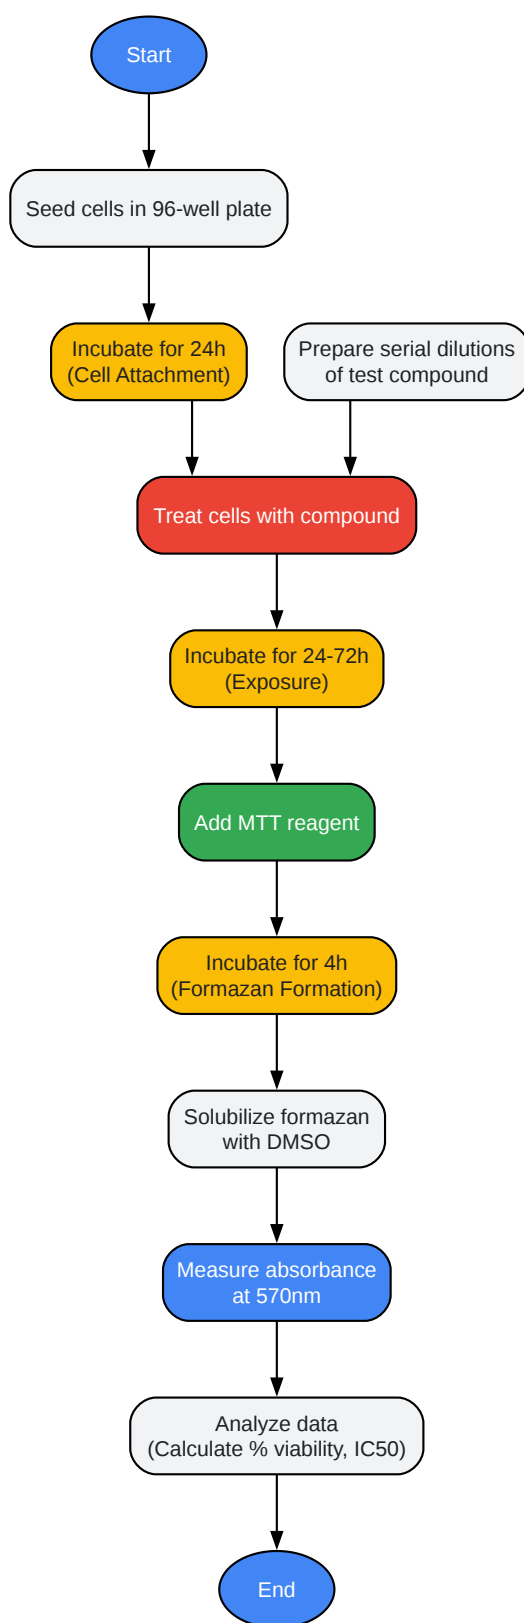 Start
Seed cells in 96-well plate
Incubate for 24h
(Cell Attachment)
Prepare serial dilutions
of test compound
Treat cells with compound
Incubate for 24-72h
(Exposure)
Add MTT reagent
Incubate for 4h
(Formazan Formation)
Solubilize formazan
with DMSO
Measure absorbance
at 570nm
Analyze data
(Calculate % viability, IC50)
End